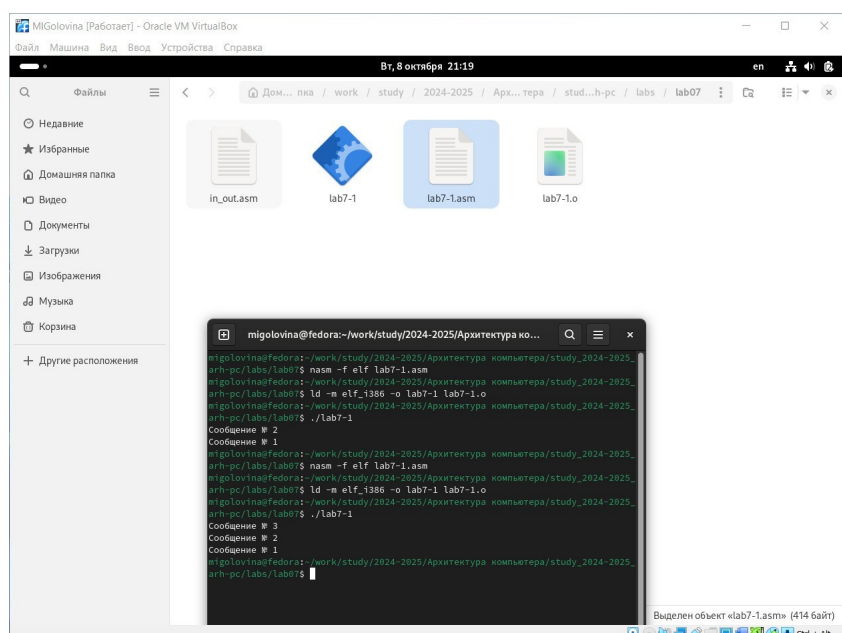 MIGolovina [Работает] - Oracle VM VirtualBox
Файл Машина Вид Ввод Устройства Справка
Вт, 8 октября 21:19
en
Файлы
Дом… пка / work / study / 2024-2025 / Арх…тера / stud…h-pc / labs / lab07
Недавние
Избранные
Домашняя папка
Видео
Документы
Загрузки
Изображения
Музыка
Корзина
Другие расположения
in_out.asm
lab7-1
lab7-1.asm
lab7-1.o
migolovina@fedora:~/work/study/2024-2025/Архитектура ко…
migolovina@fedora:~/work/study/2024-2025/Архитектура компьютера/study_2024-2025_
arh-pc/labs/lab07$ nasm -f elf lab7-1.asm
migolovina@fedora:~/work/study/2024-2025/Архитектура компьютера/study_2024-2025_
arh-pc/labs/lab07$ ld -m elf_i386 -o lab7-1 lab7-1.o
migolovina@fedora:~/work/study/2024-2025/Архитектура компьютера/study_2024-2025_
arh-pc/labs/lab07$ ./lab7-1
Сообщение № 2
Сообщение № 1
migolovina@fedora:~/work/study/2024-2025/Архитектура компьютера/study_2024-2025_
arh-pc/labs/lab07$ nasm -f elf lab7-1.asm
migolovina@fedora:~/work/study/2024-2025/Архитектура компьютера/study_2024-2025_
arh-pc/labs/lab07$ ld -m elf_i386 -o lab7-1 lab7-1.o
migolovina@fedora:~/work/study/2024-2025/Архитектура компьютера/study_2024-2025_
arh-pc/labs/lab07$ ./lab7-1
Сообщение № 3
Сообщение № 2
Сообщение № 1
migolovina@fedora:~/work/study/2024-2025/Архитектура компьютера/study_2024-2025_
arh-pc/labs/lab07$
Выделен объект «lab7-1.asm» (414 байт)